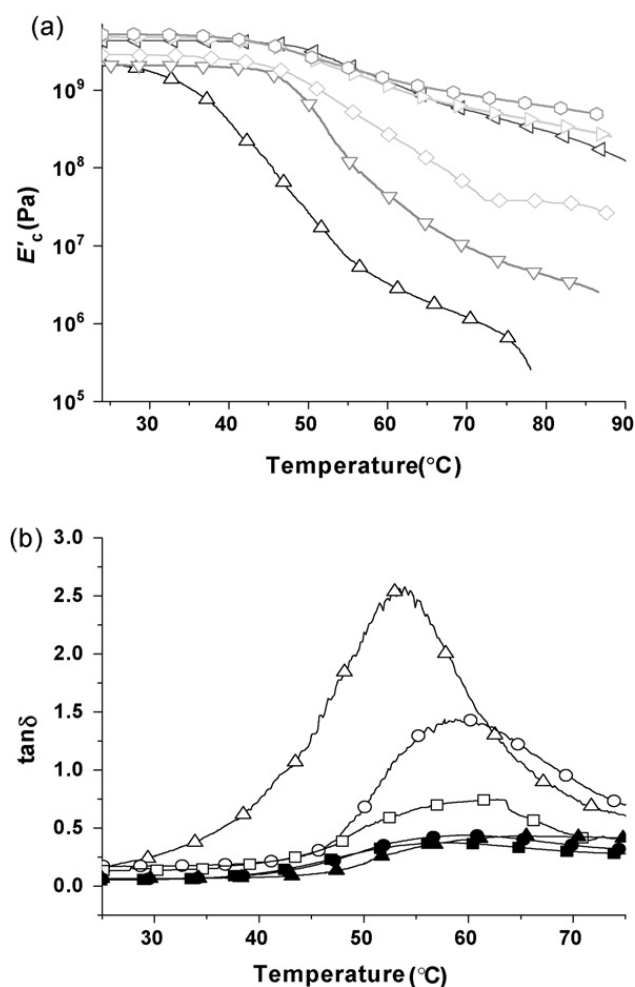 (a)
10⁹
10⁸
10⁷
10⁶
10⁵
E'c (Pa)
30 40 50 60 70 80 90
Temperature(°C)
(b)
3.0
2.5
2.0
1.5
1.0
0.5
0.0
tanδ
30 40 50 60 70
Temperature (°C)